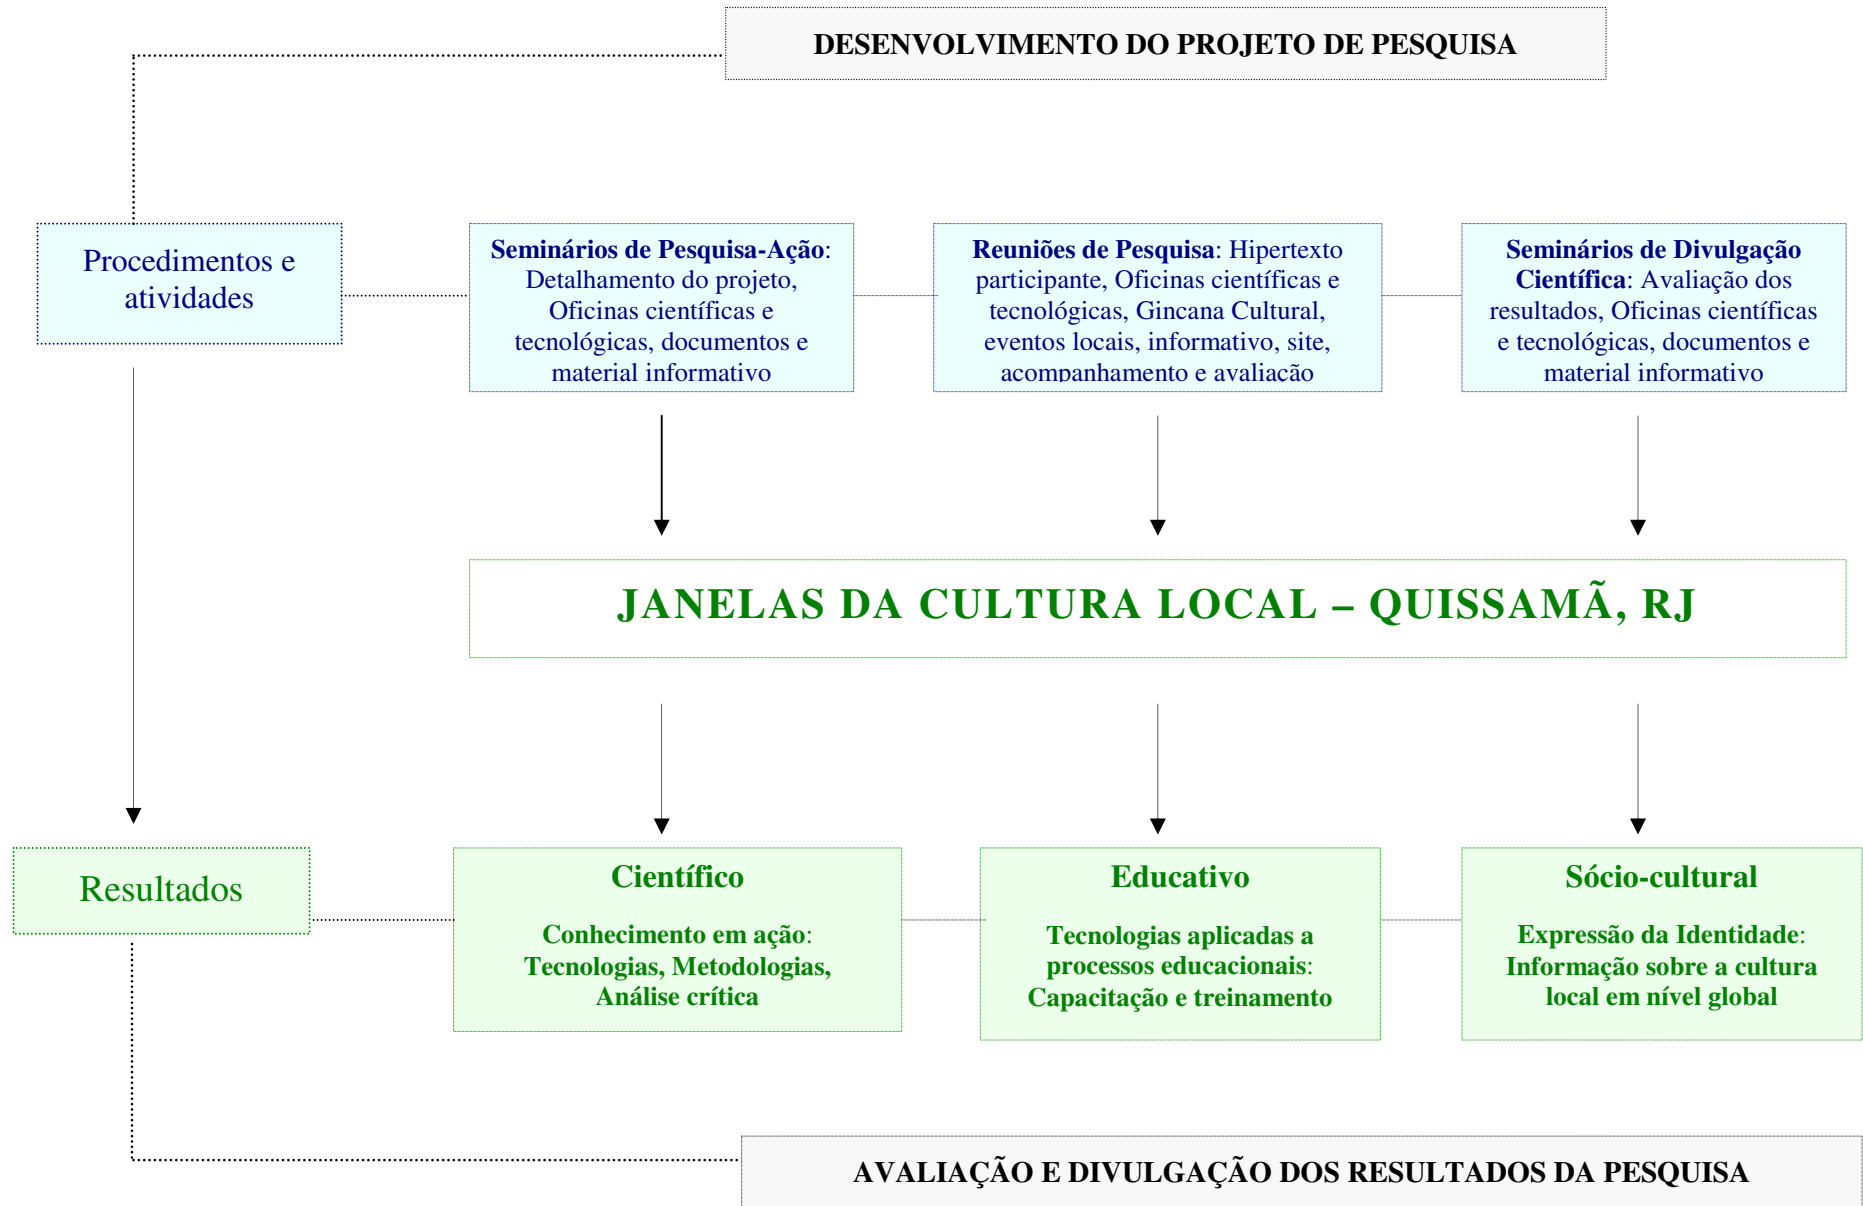 DESENVOLVIMENTO DO PROJETO DE PESQUISA
Procedimentos e
atividades
Seminários de Pesquisa-Ação:
Detalhamento do projeto,
Oficinas científicas e
tecnológicas, documentos e
material informativo
Reuniões de Pesquisa: Hipertexto
participante, Oficinas científicas e
tecnológicas, Gincana Cultural,
eventos locais, informativo, site,
acompanhamento e avaliação
Seminários de Divulgação
Científica: Avaliação dos
resultados, Oficinas científicas
e tecnológicas, documentos e
material informativo
JANELAS DA CULTURA LOCAL – QUISSAMÃ, RJ
Resultados
Científico
Conhecimento em ação:
Tecnologias, Metodologias,
Análise crítica
Educativo
Tecnologias aplicadas a
processos educacionais:
Capacitação e treinamento
Sócio-cultural
Expressão da Identidade:
Informação sobre a cultura
local em nível global
AVALIAÇÃO E DIVULGAÇÃO DOS RESULTADOS DA PESQUISA